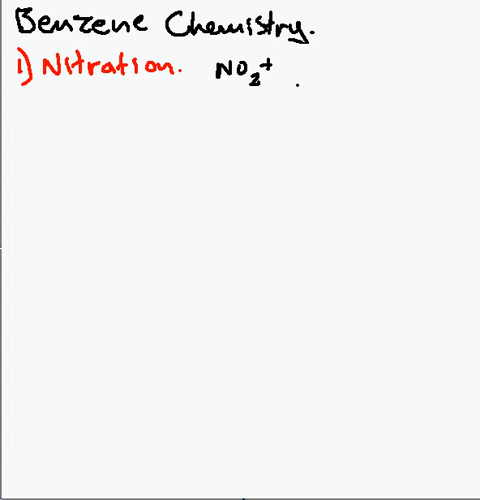 Benzene Chemistry.
1) Nitration. NO₂⁺ .